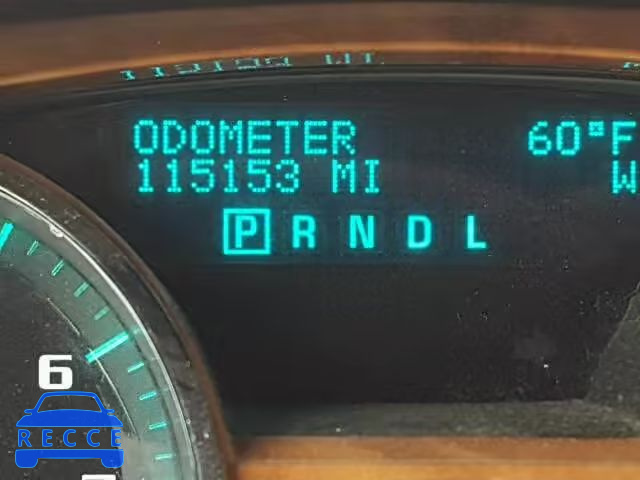 ODOMETER 60°F
115153 MI W
P R N D L
6
RECCE